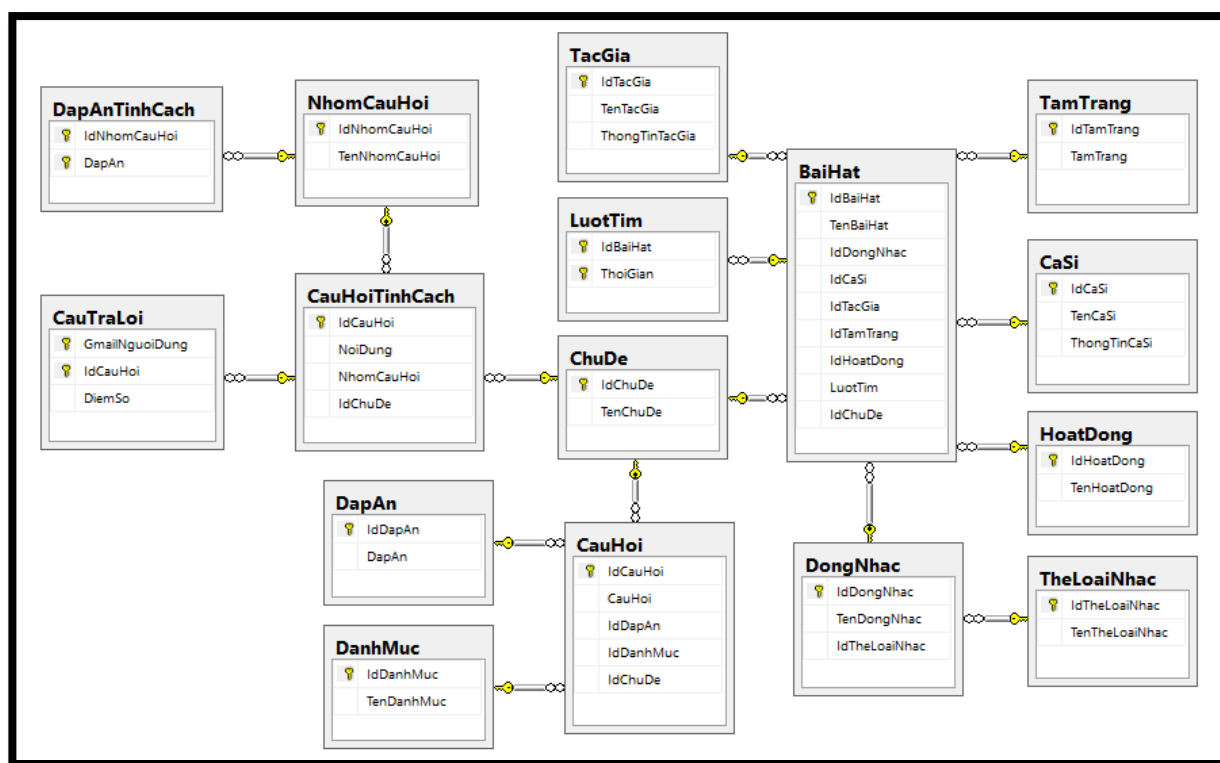 DapAnTinhCach
IdNhomCauHoi
DapAn
NhomCauHoi
IdNhomCauHoi
TenNhomCauHoi
CauTraLoi
GmailNguoiDung
IdCauHoi
DiemSo
CauHoiTinhCach
IdCauHoi
NoiDung
NhomCauHoi
IdChuDe
TacGia
IdTacGia
TenTacGia
ThongTinTacGia
LuotTim
IdBaiHat
ThoiGian
ChuDe
IdChuDe
TenChuDe
DapAn
IdDapAn
DapAn
DanhMuc
IdDanhMuc
TenDanhMuc
CauHoi
IdCauHoi
CauHoi
IdDapAn
IdDanhMuc
IdChuDe
BaiHat
IdBaiHat
TenBaiHat
IdDongNhac
IdCaSi
IdTacGia
IdTamTrang
IdHoatDong
LuotTim
IdChuDe
TamTrang
IdTamTrang
TamTrang
CaSi
IdCaSi
TenCaSi
ThongTinCaSi
HoatDong
IdHoatDong
TenHoatDong
DongNhac
IdDongNhac
TenDongNhac
IdTheLoaiNhac
TheLoaiNhac
IdTheLoaiNhac
TenTheLoaiNhac